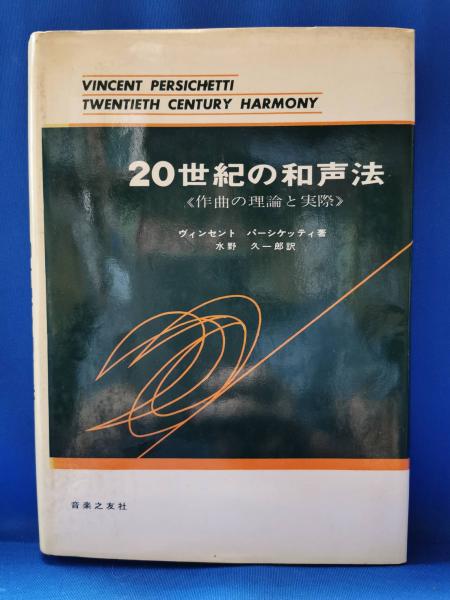 VINCENT PERSICHETTI
TWENTIETH CENTURY HARMONY
20世紀の和声法
《作曲の理論と実際》
ヴィンセント パーシケッティ著
水野 久一郎訳
音楽之友社